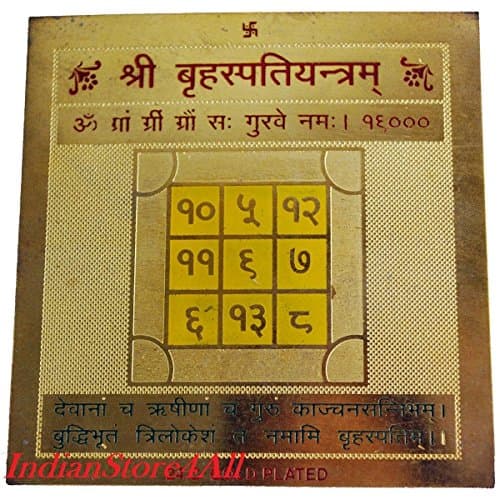 श्री बृहस्पतियन्त्रम्
ॐ ग्रां ग्रीं ग्रौं सः गुरवे नमः। १९०००
१० ५ १२
११ ९ ७
६ १३ ८
देवाना च ऋषीणां च गुरु काञ्चनसन्निभम्।
बुद्धिभूतं त्रिलोकेशं तं नमामि बृहस्पतिम्।
IndianStore4All
PLATED